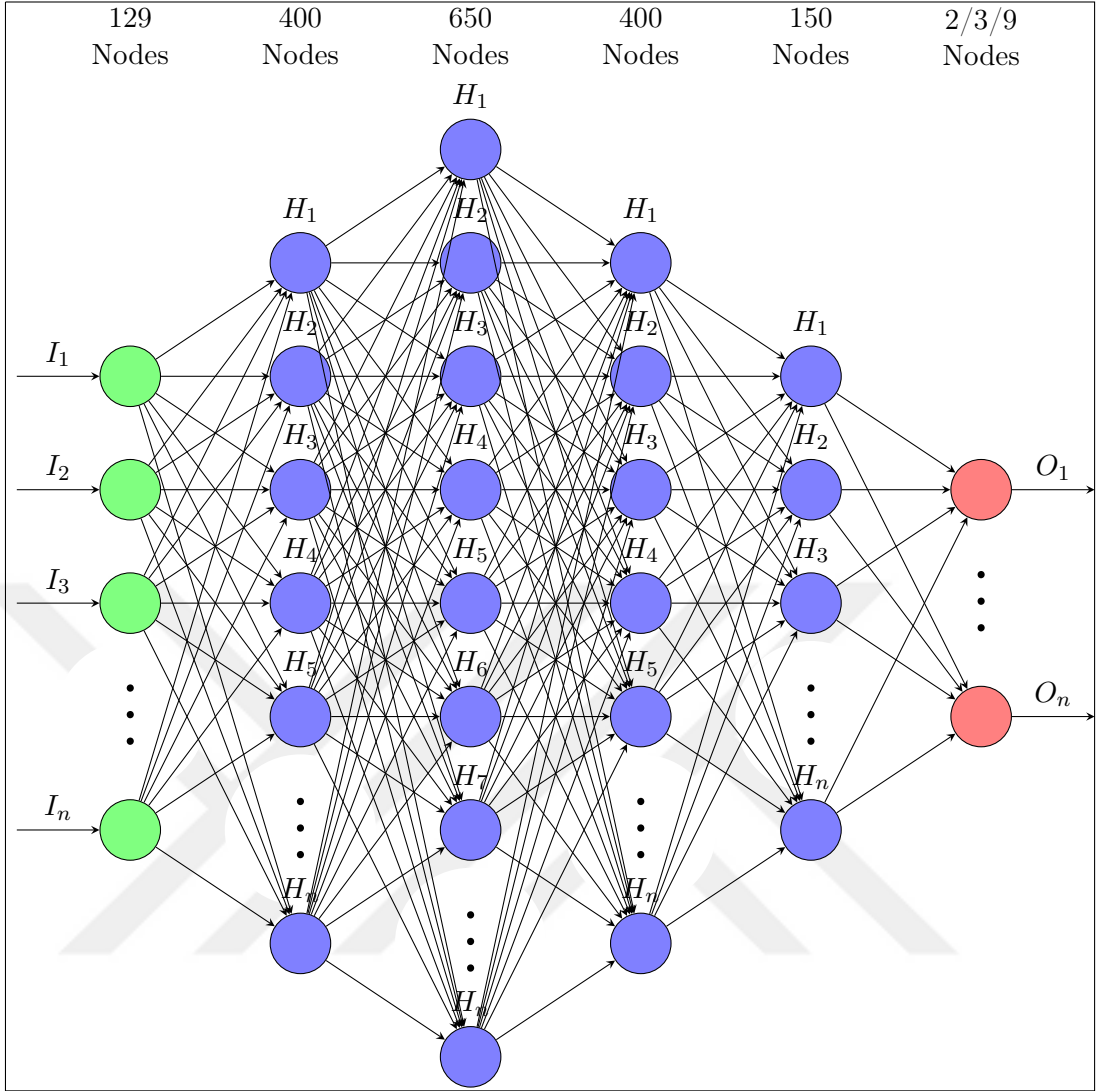 129 400 650 400 150 2/3/9
Nodes Nodes Nodes Nodes Nodes Nodes
H₁
H₁ H₂ H₁
I₁ H₂ H₃ H₂ H₁
I₂ H₃ H₄ H₃ H₂ O₁
I₃ H₄ H₅ H₄ H₃
H₅ H₆ H₅ Oₙ
Iₙ H₇ Hₙ
Hₙ Hₙ
Hₙ